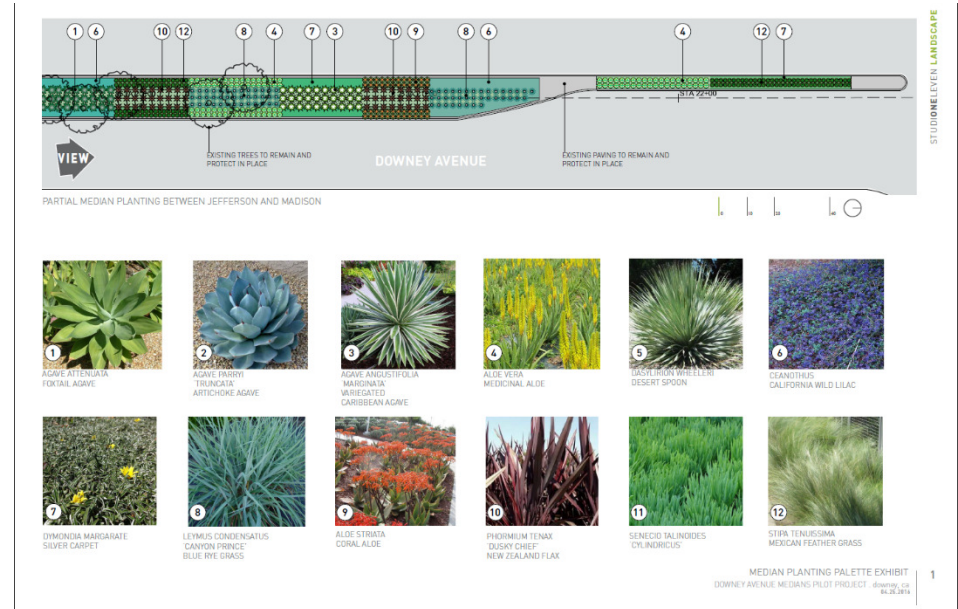 1 6 10 12 8 4 7 3 10 9 8 6 4 12 7
STA 22+00
EXISTING TREES TO REMAIN AND
PROTECT IN PLACE
EXISTING PAVING TO REMAIN AND
PROTECT IN PLACE
VIEW
DOWNEY AVENUE
PARTIAL MEDIAN PLANTING BETWEEN JEFFERSON AND MADISON
STUDIONELEVEN LANDSCAPE
1
AGAVE ATTENUATA
FOXTAIL AGAVE
2
AGAVE PARRYI
'TRUNCATA'
ARTICHOKE AGAVE
3
AGAVE ANGUSTIFOLIA
'MARGINATA'
VARIEGATED
CARIBBEAN AGAVE
4
ALOE VERA
MEDICINAL ALOE
5
DASYLIRION WHEELERI
DESERT SPOON
6
CEANOTHUS
CALIFORNIA WILD LILAC
7
DYMONDIA MARGARATE
SILVER CARPET
8
LEYMUS CONDENSATUS
'CANYON PRINCE'
BLUE RYE GRASS
9
ALOE STRIATA
CORAL ALOE
10
PHORMIUM TENAX
'DUSKY CHIEF'
NEW ZEALAND FLAX
11
SENECIO TALINOIDES
'CYLINDRICUS'
12
STIPA TENUISSIMA
MEXICAN FEATHER GRASS
MEDIAN PLANTING PALETTE EXHIBIT
1
DOWNEY AVENUE MEDIANS PILOT PROJECT downey, ca
04.25.2016